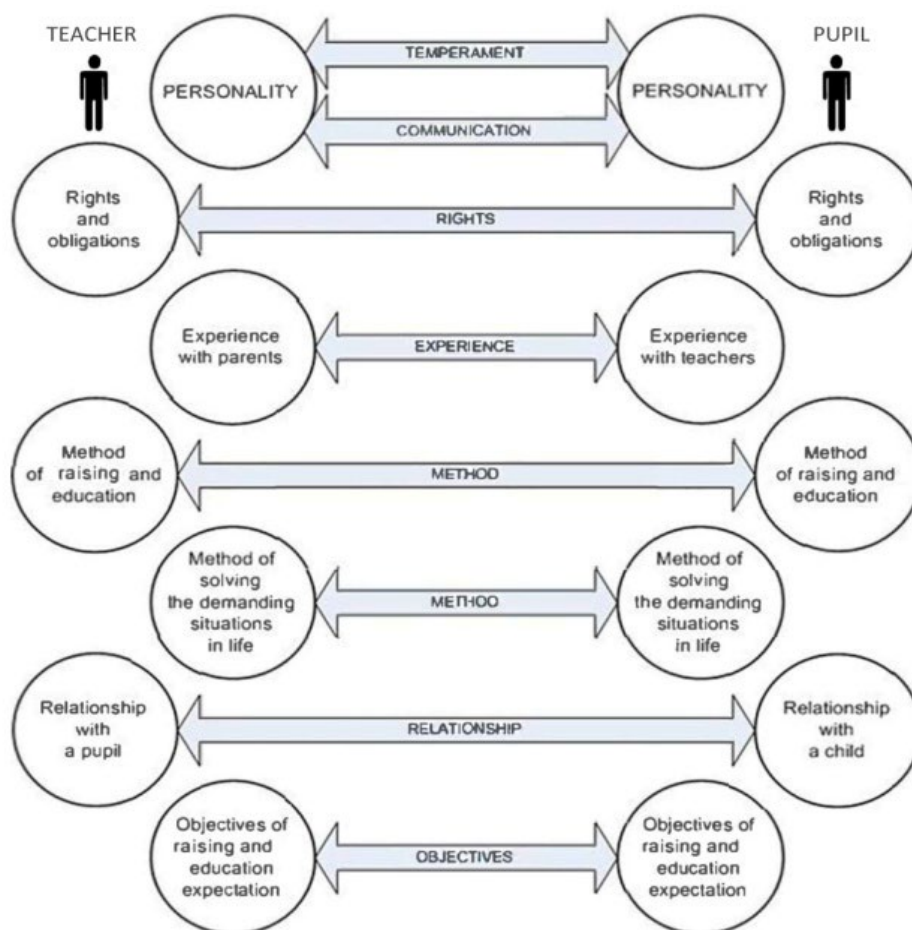 TEACHER
PUPIL
PERSONALITY
TEMPERAMENT
COMMUNICATION
PERSONALITY
Rights
and
obligations
RIGHTS
Rights
and
obligations
Experience
with parents
EXPERIENCE
Experience
with teachers
Method
of raising and
education
METHOD
Method
of raising and
education
Method of
solving
the demanding
situations
in life
METHOD
Method of
solving
the demanding
situations
in life
Relationship
with
a pupil
RELATIONSHIP
Relationship
with
a child
Objectives of
raising and
education
expectation
OBJECTIVES
Objectives of
raising and
education
expectation